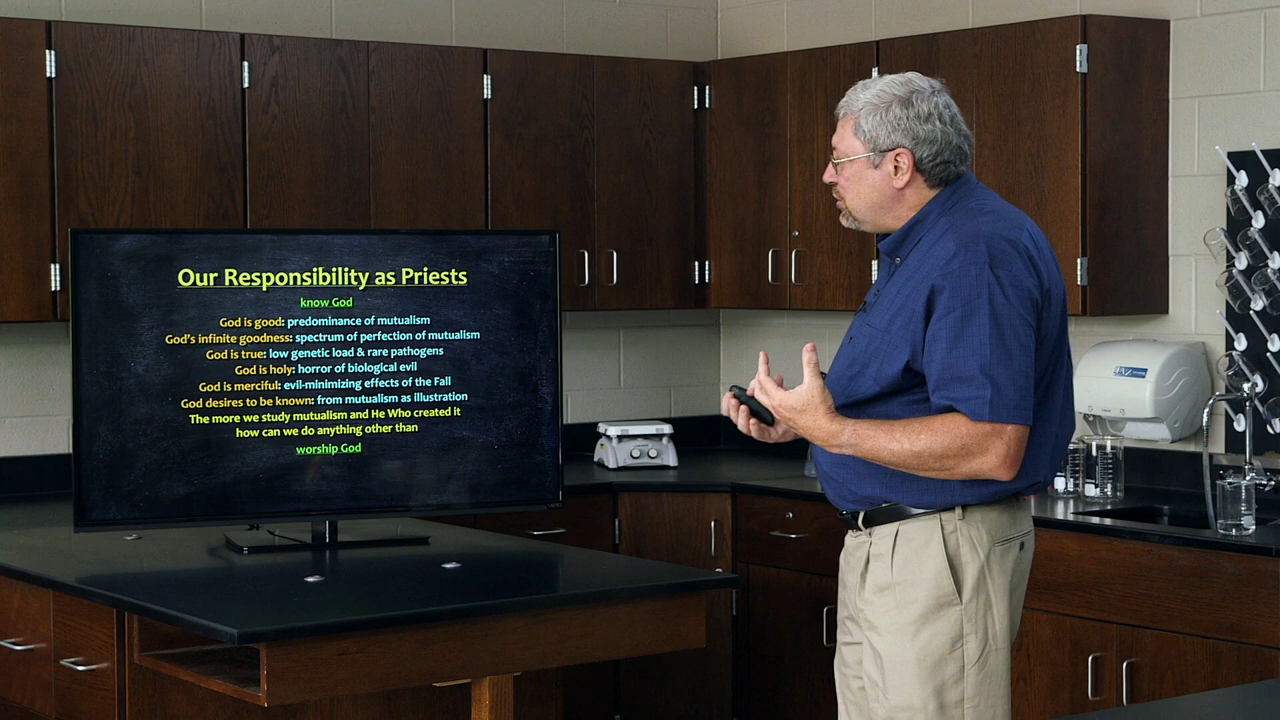 Our Responsibility as Priests
know God
God is good: predominance of mutualism
God's infinite goodness: spectrum of perfection of mutualism
God is true: low genetic load & rare pathogens
God is holy: horror of biological evil
God is merciful: evil-minimizing effects of the Fall
God desires to be known: from mutualism as illustration
The more we study mutualism and He Who created it
how can we do anything other than
worship God